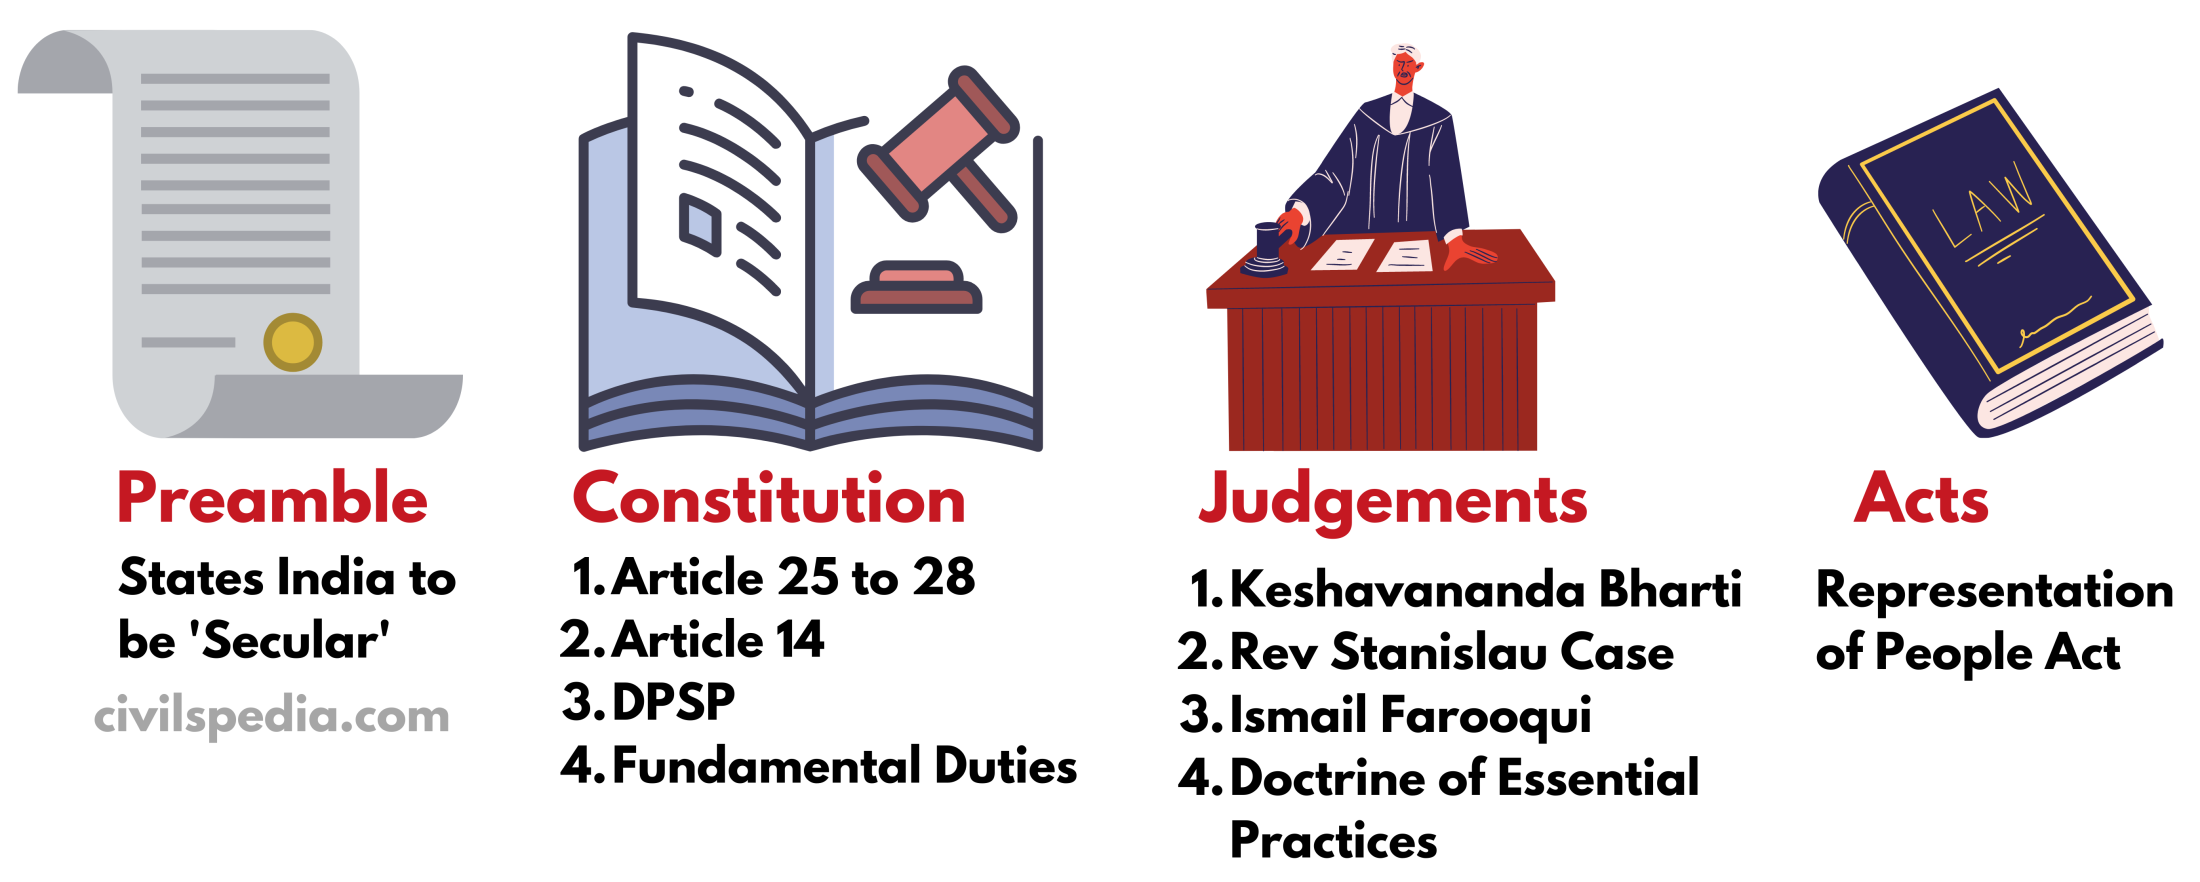 LAW
Preamble
States India to
be 'Secular'
civilspedia.com
Constitution
1. Article 25 to 28
2. Article 14
3. DPSP
4. Fundamental Duties
Judgements
1. Keshavananda Bharti
2. Rev Stanislau Case
3. Ismail Farooqui
4. Doctrine of Essential
Practices
Acts
Representation
of People Act